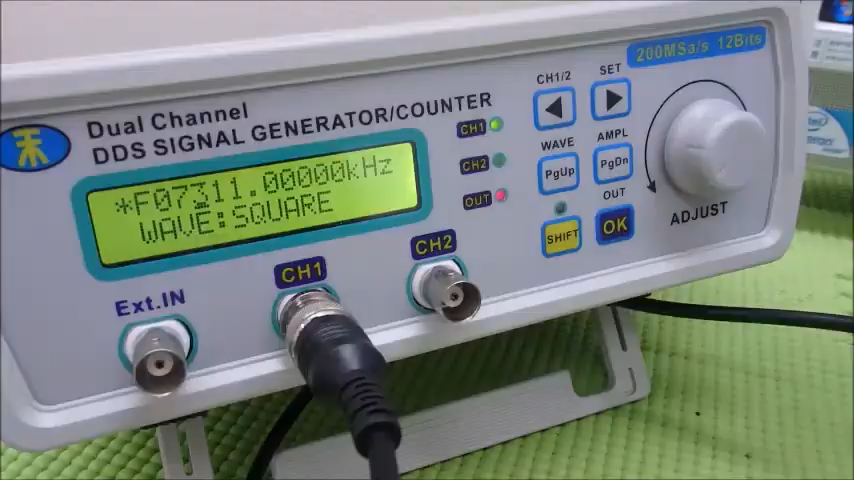 200MSa/s 12Bits
Dual Channel
DDS SIGNAL GENERATOR/COUNTER
*F07311.00000kHz
WAVE:SQUARE
CH1
CH2
OUT
CH1/2
SET
WAVE
AMPL
PgUp
PgDn
OUT
SHIFT
OK
ADJUST
Ext.IN
CH1
CH2